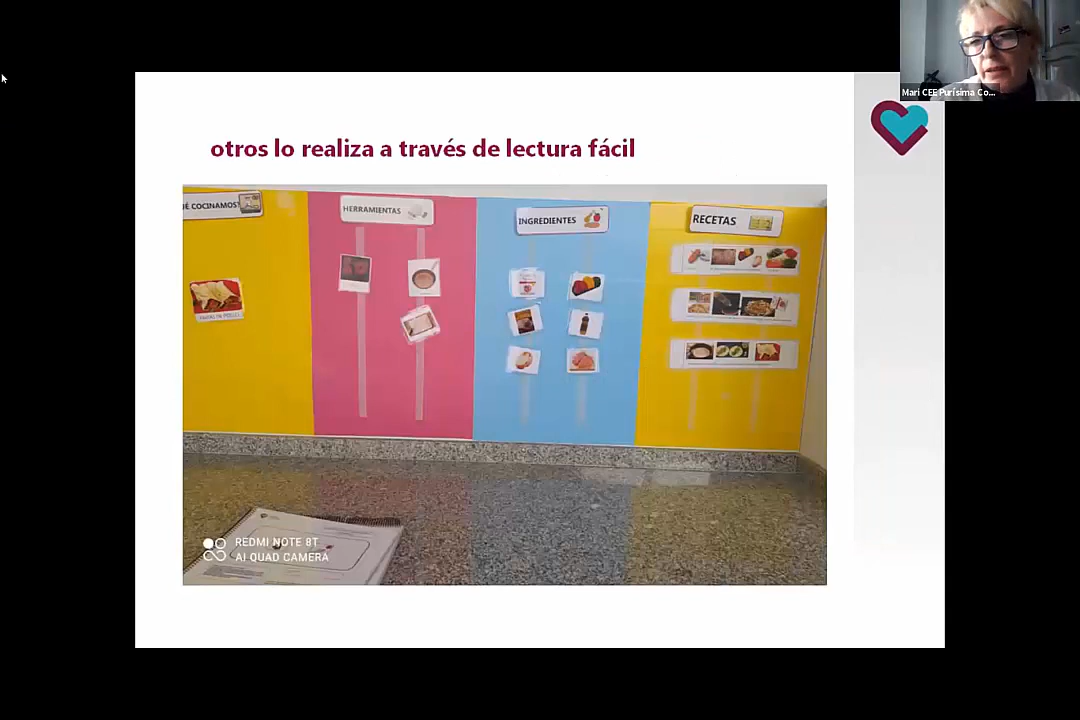 Mari CEE Purísima Co...
otros lo realiza a través de lectura fácil
É COCINAMOS?
HERRAMIENTAS
INGREDIENTES
RECETAS
REDMI NOTE 8T
AI QUAD CAMERA